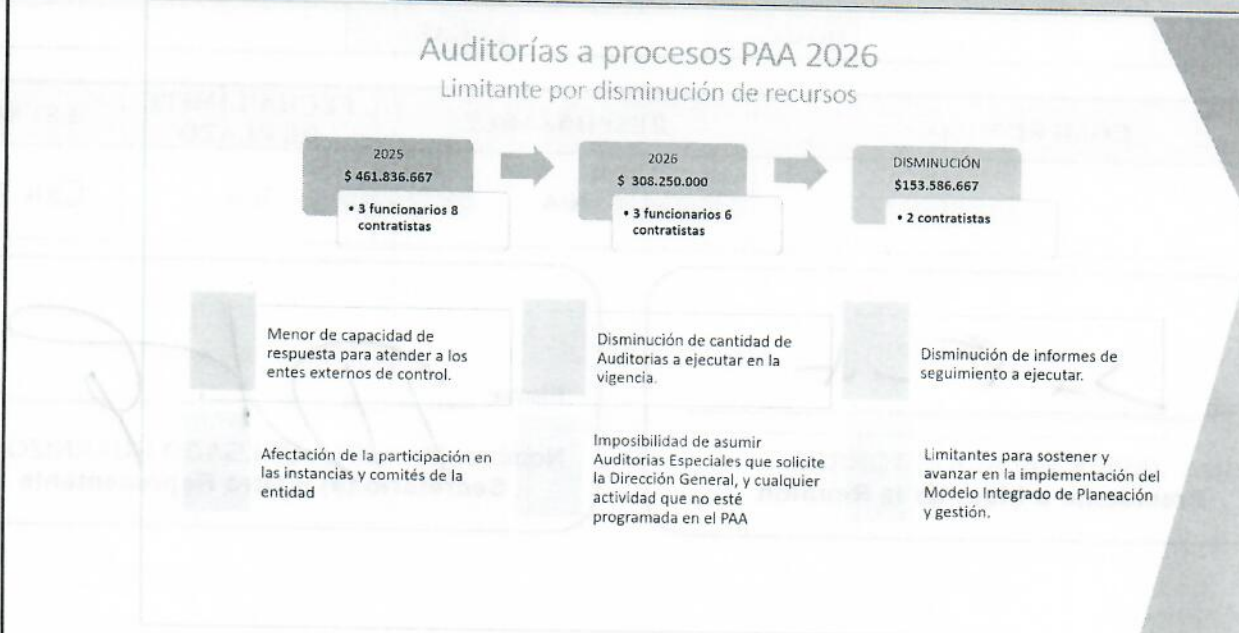 Auditorías a procesos PAA 2026
Limitante por disminución de recursos
2025
$ 461.836.667
• 3 funcionarios 8
contratistas
2026
$ 308.250.000
• 3 funcionarios 6
contratistas
DISMINUCIÓN
$153.586.667
• 2 contratistas
Menor de capacidad de
respuesta para atender a los
entes externos de control.
Disminución de cantidad de
Auditorias a ejecutar en la
vigencia.
Disminución de informes de
seguimiento a ejecutar.
Afectación de la participación en
las instancias y comités de la
entidad
Imposibilidad de asumir
Auditorias Especiales que solicite
la Dirección General, y cualquier
actividad que no esté
programada en el PAA
Limitantes para sostener y
avanzar en la implementación del
Modelo Integrado de Planeación
y gestión.